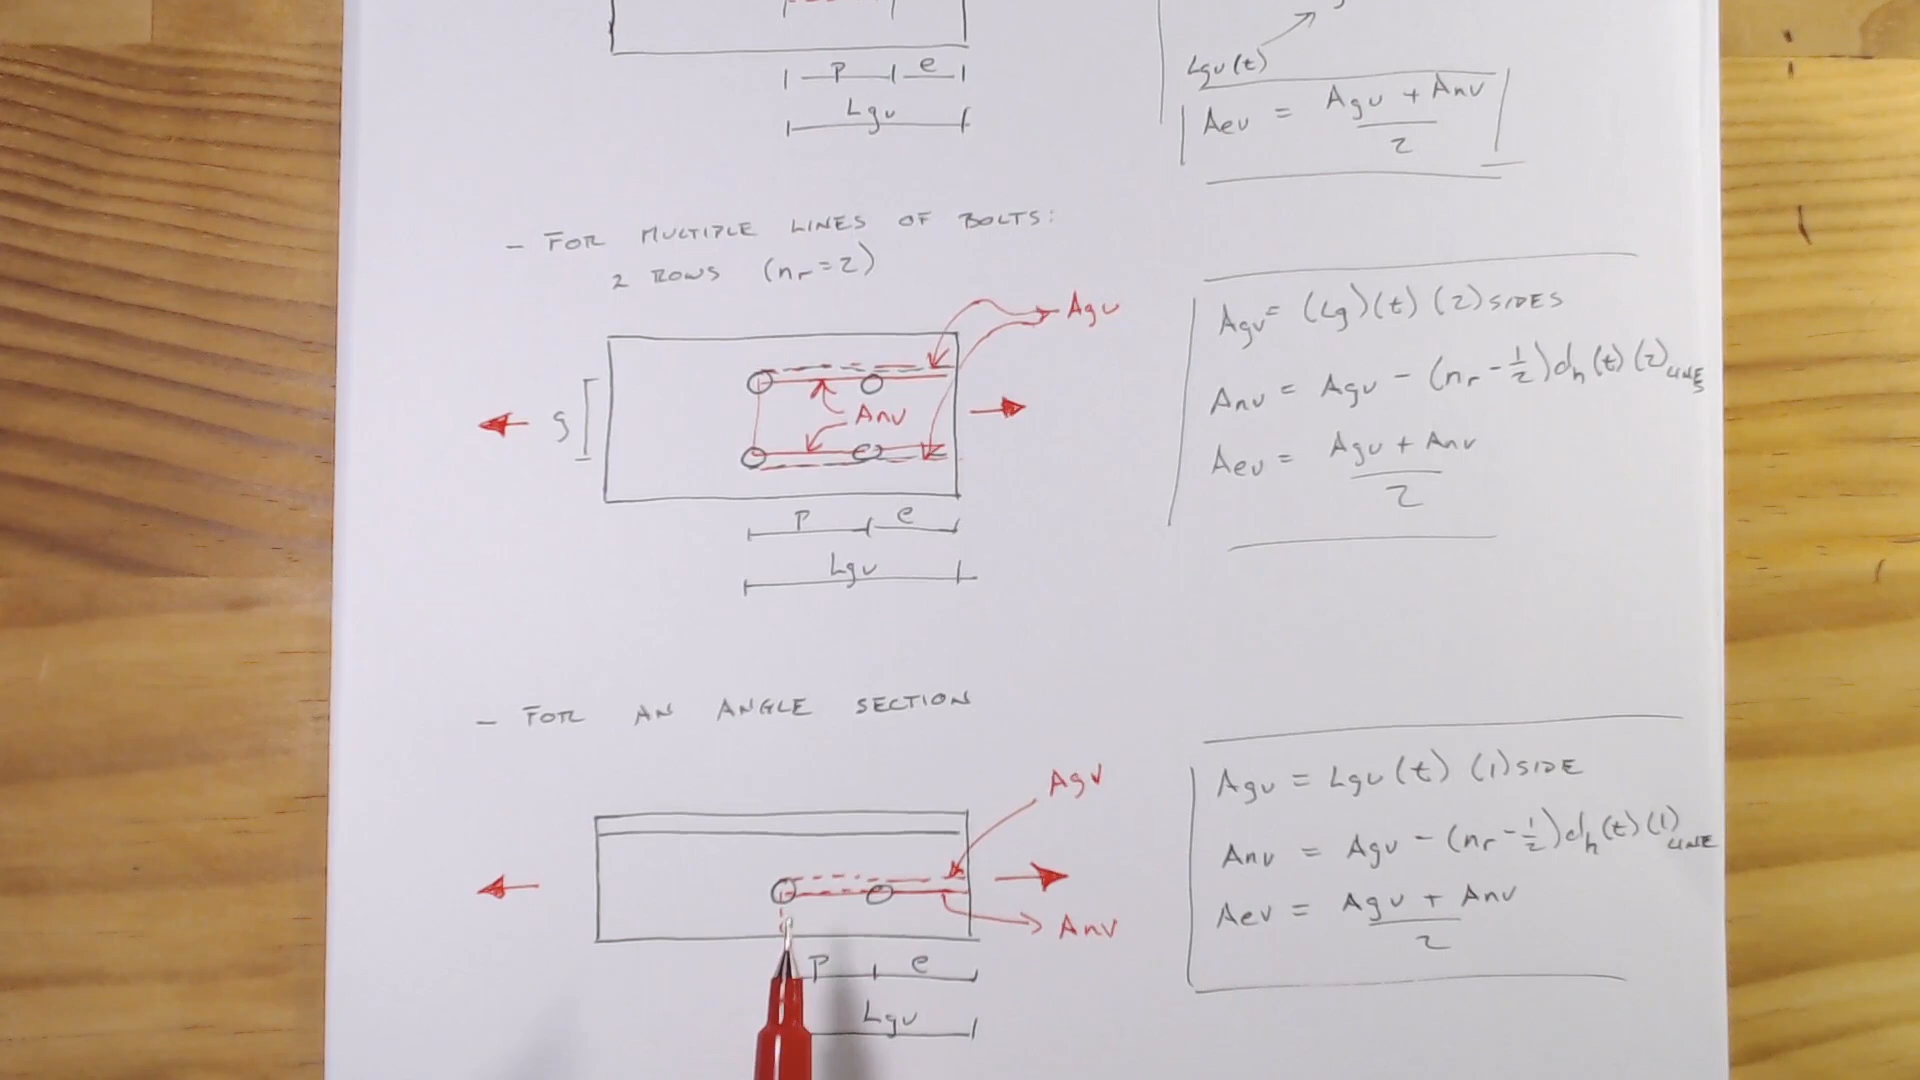 P e
Lgv
Lgv(t)
Aev = Agv + Anv / 2
- FOR MULTIPLE LINES OF BOLTS:
2 ROWS (nr=2)
Agv
Anv
g
P e
Lgv
Agv = (Lg)(t)(2) SIDES
Anv = Agv - (nr - 1/2)dh(t)(2) LINES
Aev = Agv + Anv / 2
- FOR AN ANGLE SECTION
Agv
Anv
P e
Lgv
Agv = Lgv(t) (1) SIDE
Anv = Agv - (nr - 1/2)dh(t)(1) LINE
Aev = Agv + Anv / 2